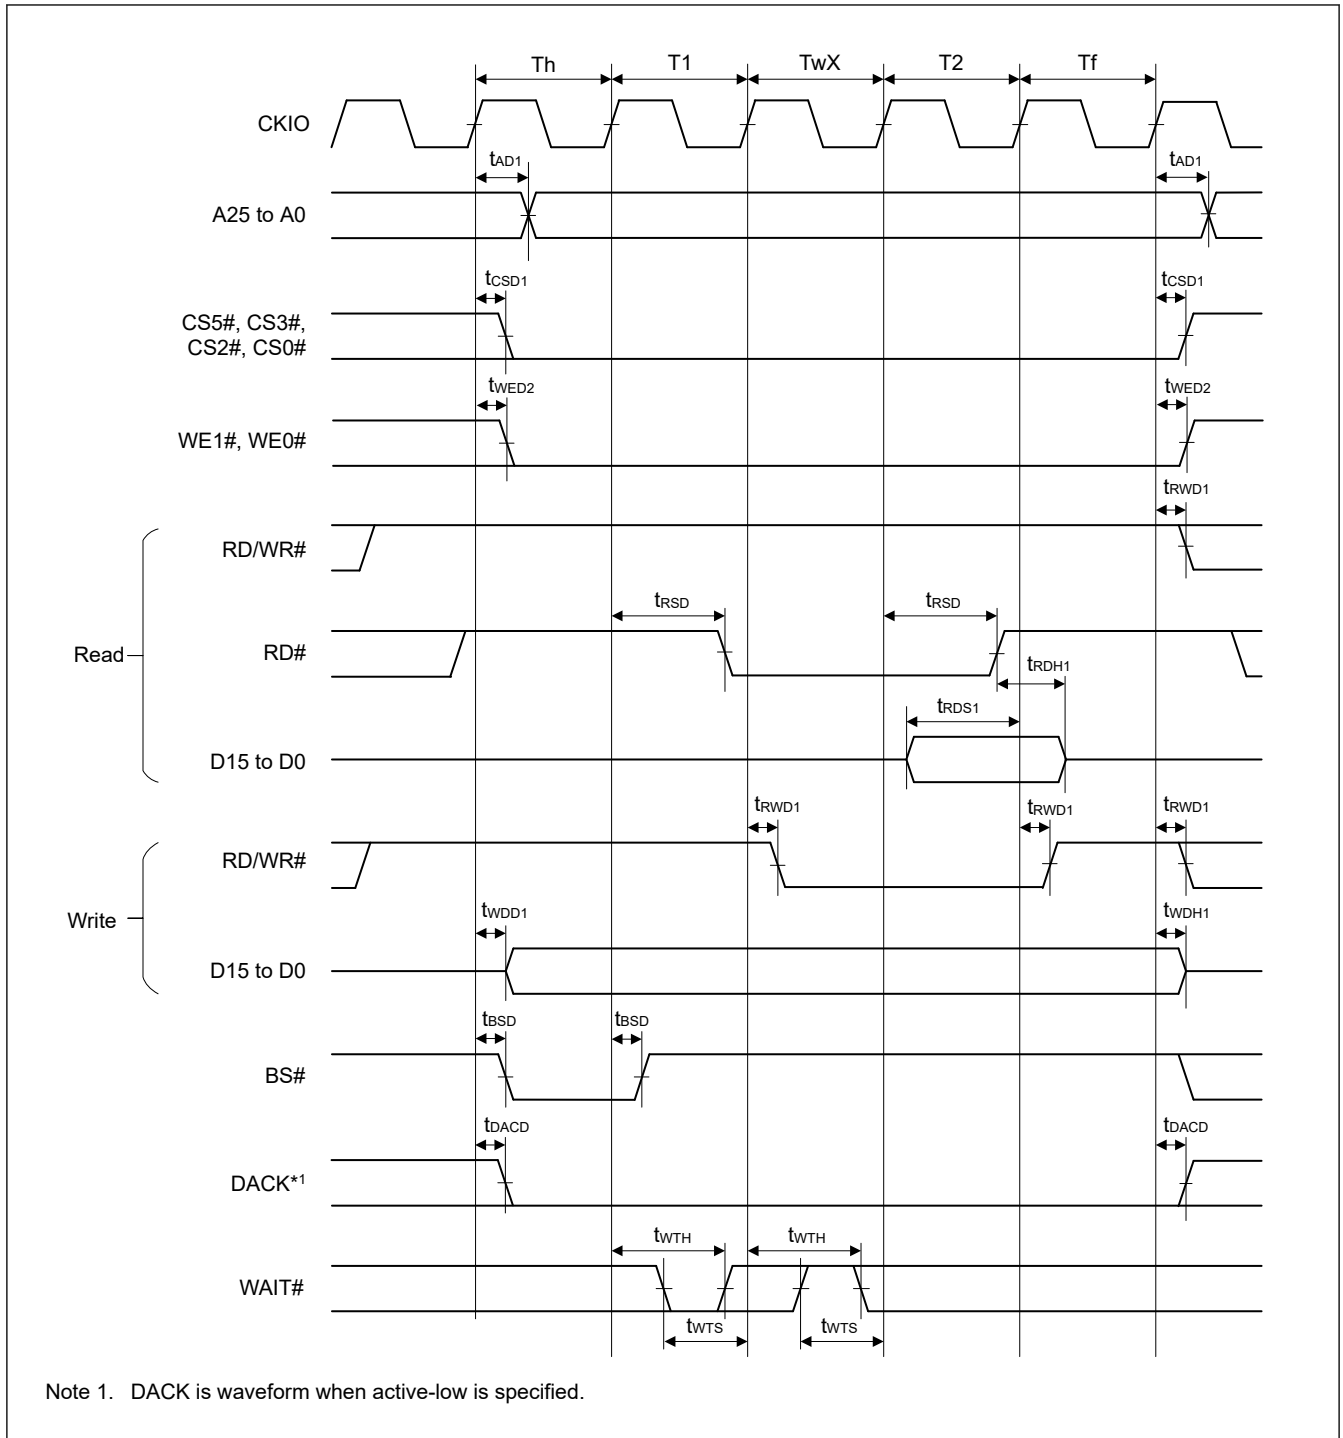 Th T1 TwX T2 Tf
CKIO
tAD1 tAD1
A25 to A0
tCSD1 tCSD1
CS5#, CS3#,
CS2#, CS0#
tWED2 tWED2
WE1#, WE0#
tRWD1
RD/WR#
tRSD tRSD
Read
RD#
tRDH1
tRDS1
D15 to D0
tRWD1 tRWD1 tRWD1
RD/WR#
Write
tWDD1 tWDH1
D15 to D0
tBSD tBSD
BS#
tDACD tDACD
DACK*1
tWTH tWTH
WAIT#
tWTS tWTS
Note 1. DACK is waveform when active-low is specified.